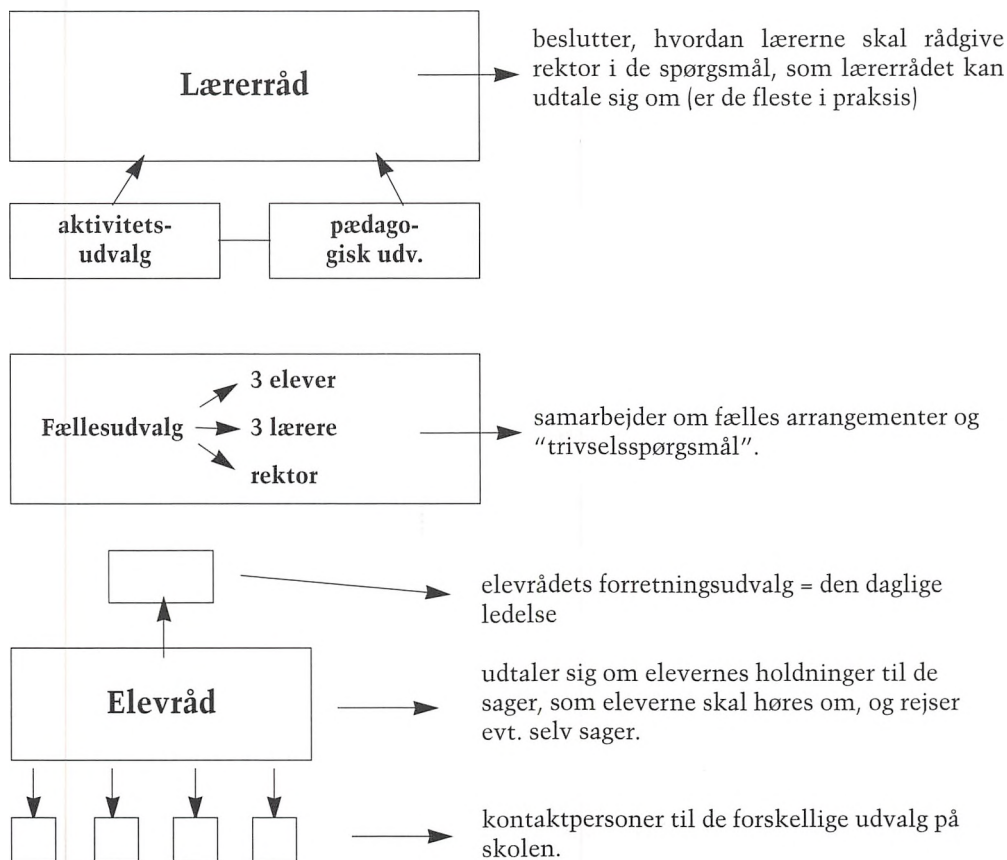 Lærerråd
beslutter, hvordan lærerne skal rådgive
rektor i de spørgsmål, som lærerrådet kan
udtale sig om (er de fleste i praksis)
aktivitets-
udvalg
pædago-
gisk udv.
Fællesudvalg
3 elever
3 lærere
rektor
samarbejder om fælles arrangementer og
“trivselsspørgsmål”.
elevrådets forretningsudvalg = den daglige
ledelse
Elevråd
udtaler sig om elevernes holdninger til de
sager, som eleverne skal høres om, og rejser
evt. selv sager.
kontaktpersoner til de forskellige udvalg på
skolen.